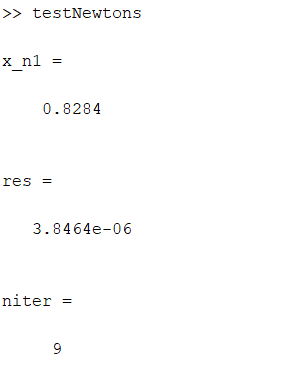 >> testNewtons
x_n1 =
0.8284
res =
3.8464e-06
niter =
9